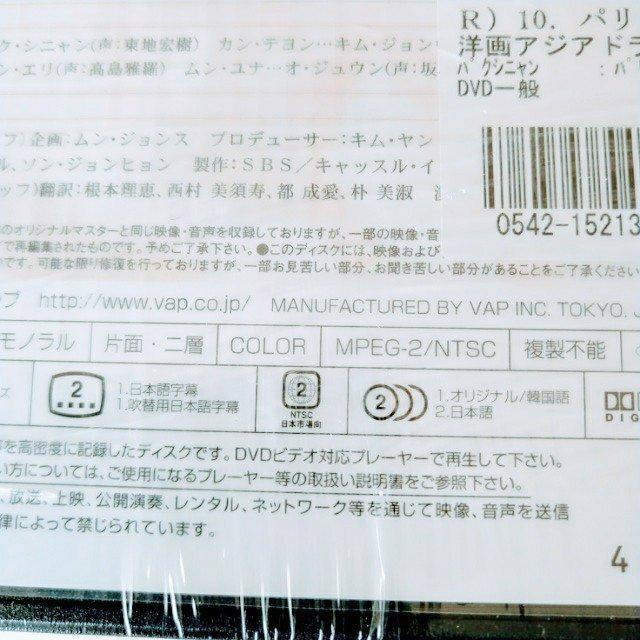 ク・シニャン(声:東地宏樹) カン・テヨン…キム・ジョン
ン・エリ(声:高島雅羅) ムン・ユナ…オ・ジュウン(声:坂
フ)企画:ムン・ジョンス プロデューサー:キム・ヤン
ル、ソン・ジョンヒョン 製作:SBS/キャッスル・イ
ッフ)翻訳:根本理恵、西村 美須寿、都 成愛、朴 美淑
R) 10. パリ
洋画アジアドラ
パクシニャン :パ
DVD一般
0542-15213
のオリジナルマスターと同じ映像・音声を収録しておりますが、一部の映像・音
で再編集されたものです。予めご了承下さい。●このディスクには、映像および
のです。可能な限り修復を行っておりますが、一部お見苦しい部分、お聞き苦しい部分があることをご了承ください
ップ http://www.vap.co.jp/ MANUFACTURED BY VAP INC. TOKYO. J
モノラル 片面・二層 COLOR MPEG-2/NTSC 複製不能
ズ 2 1.日本語字幕 1.吹替用日本語字幕 2 NTSC 日本市場向 2 1.オリジナル/韓国語 2.日本語 DIG
声を高密度に記録したディスクです。DVDビデオ対応プレーヤーで再生して下さい。
い方については、ご使用になるプレーヤー等の取扱い説明書をご参照下さい。
、放送、上映、公開演奏、レンタル、ネットワーク等を通じて映像、音声を送信
律によって禁じられています。
4